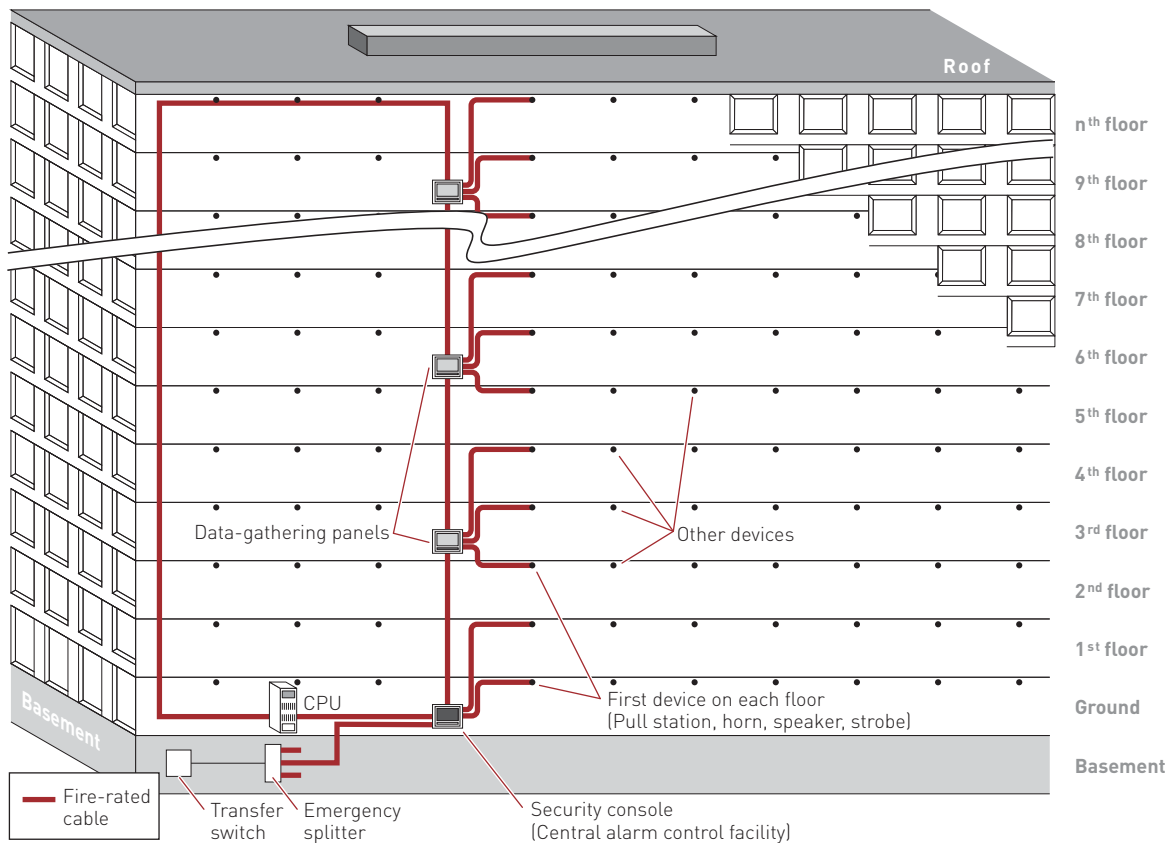 Roof
nth floor
9th floor
8th floor
7th floor
6th floor
5th floor
4th floor
Data-gathering panels
Other devices
3rd floor
2nd floor
1st floor
CPU
First device on each floor
(Pull station, horn, speaker, strobe)
Ground
Basement
Basement
Fire-rated
cable
Transfer
switch
Emergency
splitter
Security console
(Central alarm control facility)